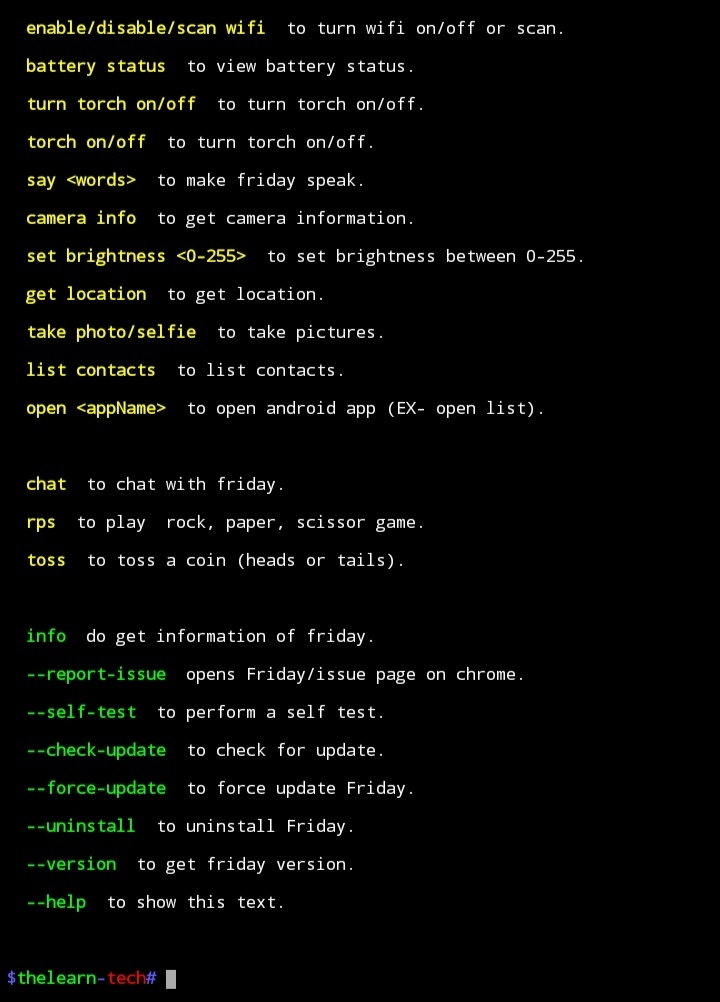 enable/disable/scan wifi  to turn wifi on/off or scan.
battery status  to view battery status.
turn torch on/off  to turn torch on/off.
torch on/off  to turn torch on/off.
say <words>  to make friday speak.
camera info  to get camera information.
set brightness <0-255>  to set brightness between 0-255.
get location  to get location.
take photo/selfie  to take pictures.
list contacts  to list contacts.
open <appName>  to open android app (EX- open list).
chat  to chat with friday.
rps  to play  rock, paper, scissor game.
toss  to toss a coin (heads or tails).
info  do get information of friday.
--report-issue  opens Friday/issue page on chrome.
--self-test  to perform a self test.
--check-update  to check for update.
--force-update  to force update Friday.
--uninstall  to uninstall Friday.
--version  to get friday version.
--help  to show this text.
$thelearn-tech#